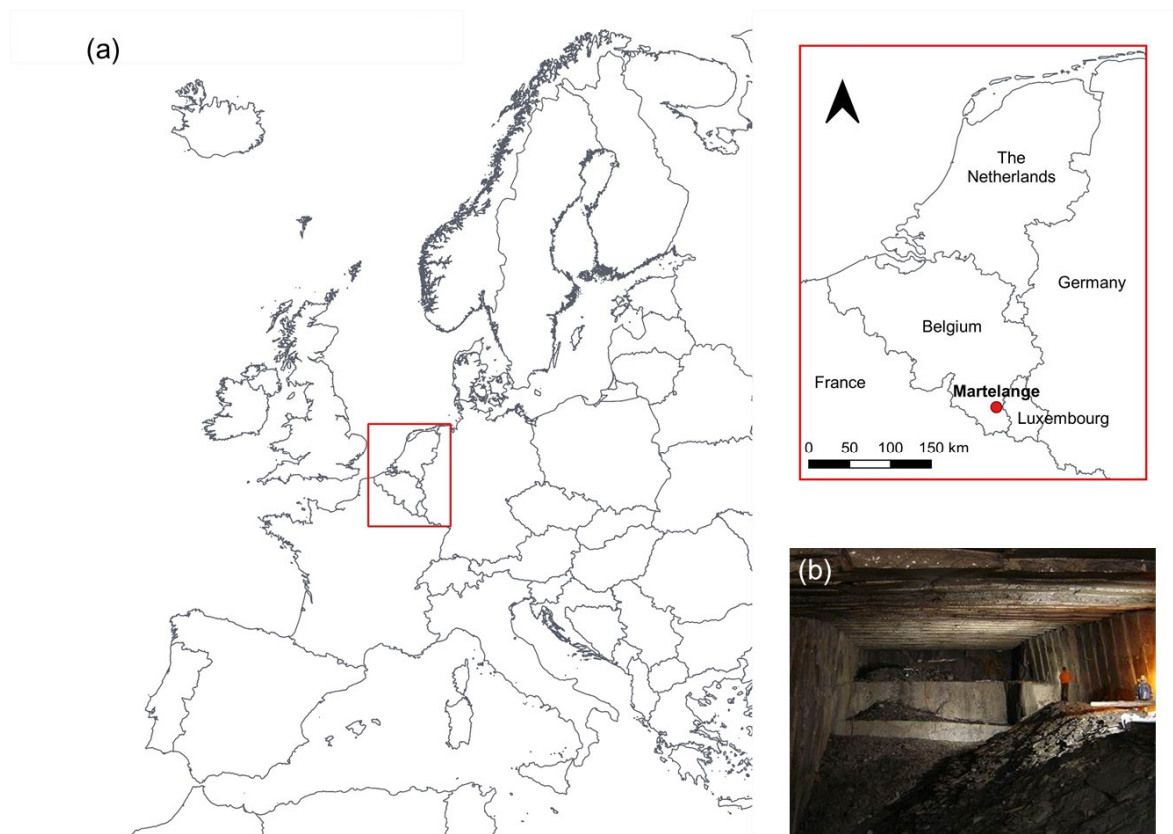 (a)
The
Netherlands
Germany
Belgium
France
Martelange
Luxembourg
0 50 100 150 km
(b)